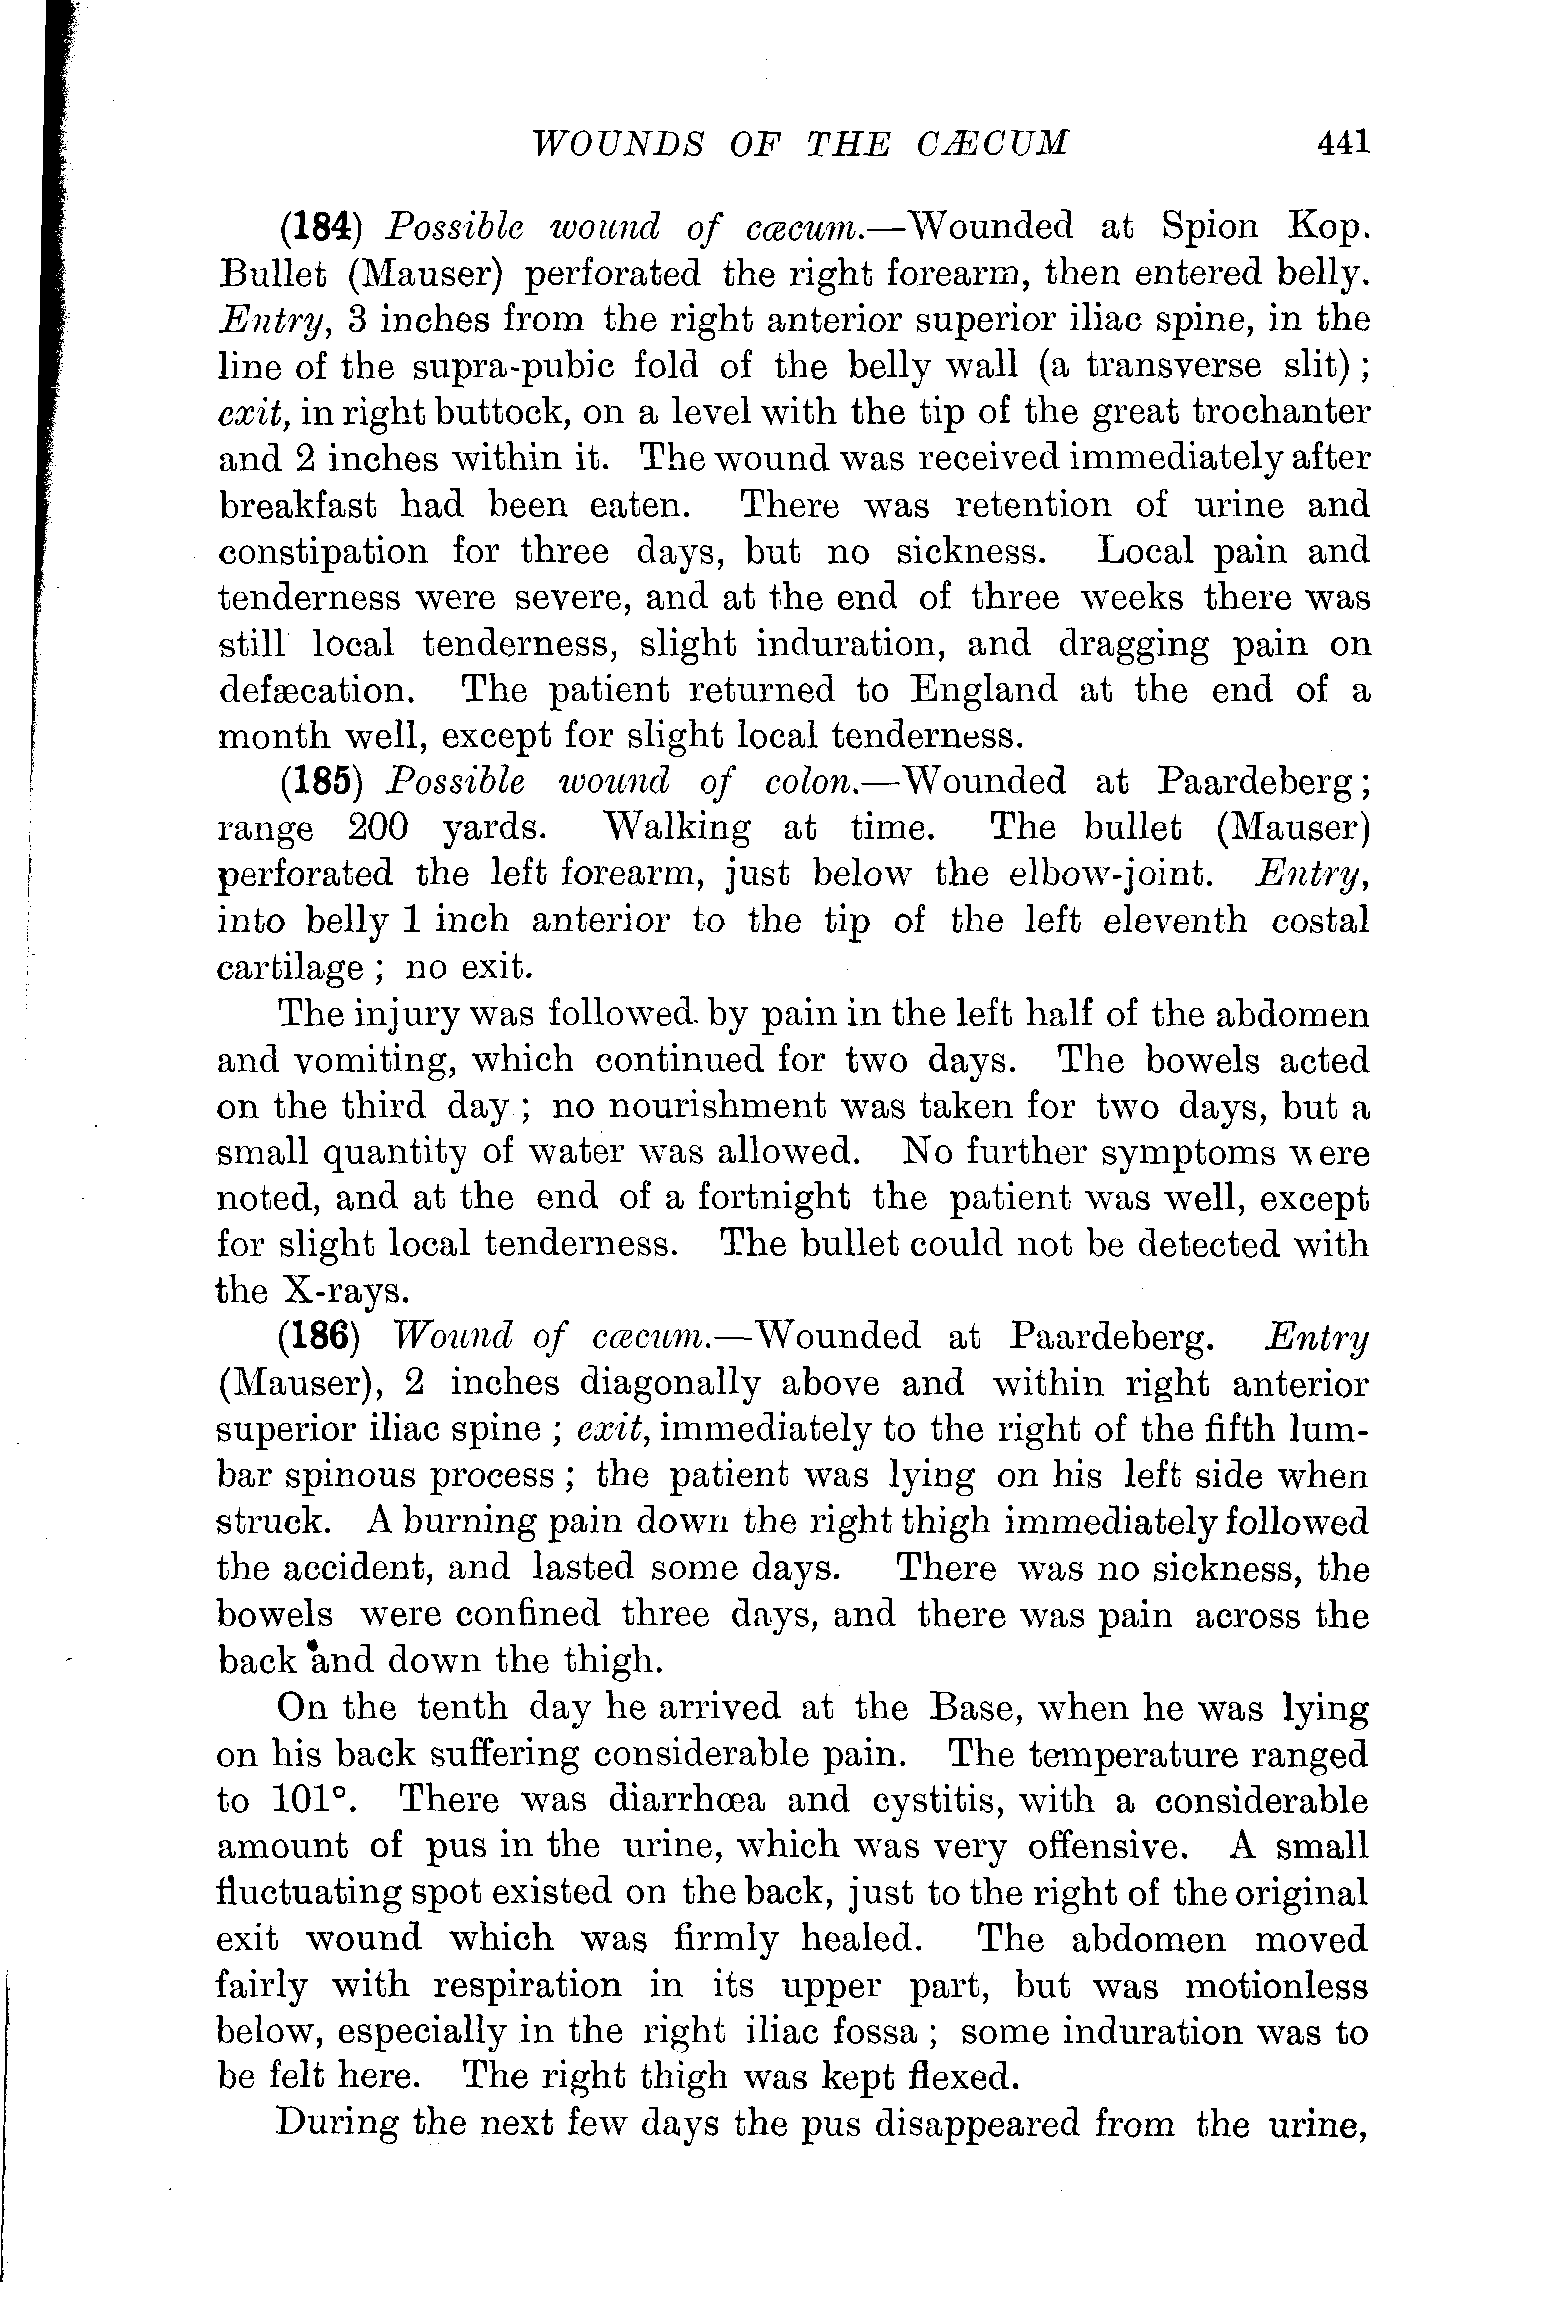 WOUNDS OF THE CÆCUM 441
(184) Possible wound of cæcum.—Wounded at Spion Kop.
Bullet (Mauser) perforated the right forearm, then entered belly.
Entry, 3 inches from the right anterior superior iliac spine, in the
line of the supra-pubic fold of the belly wall (a transverse slit) ;
exit, in right buttock, on a level with the tip of the great trochanter
and 2 inches within it. The wound was received immediately after
breakfast had been eaten. There was retention of urine and
constipation for three days, but no sickness. Local pain and
tenderness were severe, and at the end of three weeks there was
still local tenderness, slight induration, and dragging pain on
defæcation. The patient returned to England at the end of a
month well, except for slight local tenderness.
(185) Possible wound of colon.—Wounded at Paardeberg ;
range 200 yards. Walking at time. The bullet (Mauser)
perforated the left forearm, just below the elbow-joint. Entry,
into belly 1 inch anterior to the tip of the left eleventh costal
cartilage ; no exit.
The injury was followed by pain in the left half of the abdomen
and vomiting, which continued for two days. The bowels acted
on the third day ; no nourishment was taken for two days, but a
small quantity of water was allowed. No further symptoms were
noted, and at the end of a fortnight the patient was well, except
for slight local tenderness. The bullet could not be detected with
the X-rays.
(186) Wound of cæcum.—Wounded at Paardeberg. Entry
(Mauser), 2 inches diagonally above and within right anterior
superior iliac spine ; exit, immediately to the right of the fifth lum-
bar spinous process ; the patient was lying on his left side when
struck. A burning pain down the right thigh immediately followed
the accident, and lasted some days. There was no sickness, the
bowels were confined three days, and there was pain across the
back and down the thigh.
On the tenth day he arrived at the Base, when he was lying
on his back suffering considerable pain. The temperature ranged
to 101°. There was diarrhœa and cystitis, with a considerable
amount of pus in the urine, which was very offensive. A small
fluctuating spot existed on the back, just to the right of the original
exit wound which was firmly healed. The abdomen moved
fairly with respiration in its upper part, but was motionless
below, especially in the right iliac fossa ; some induration was to
be felt here. The right thigh was kept flexed.
During the next few days the pus disappeared from the urine,